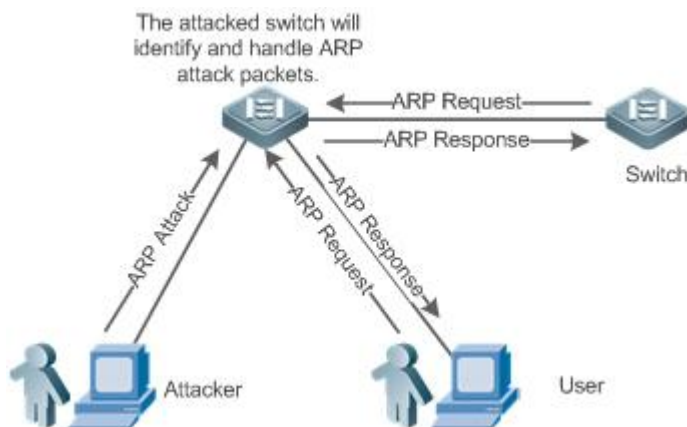 The attacked switch will
identify and handle ARP
attack packets.
ARP Request
ARP Response
Switch
ARP Attack
ARP Request
ARP Response
Attacker
User